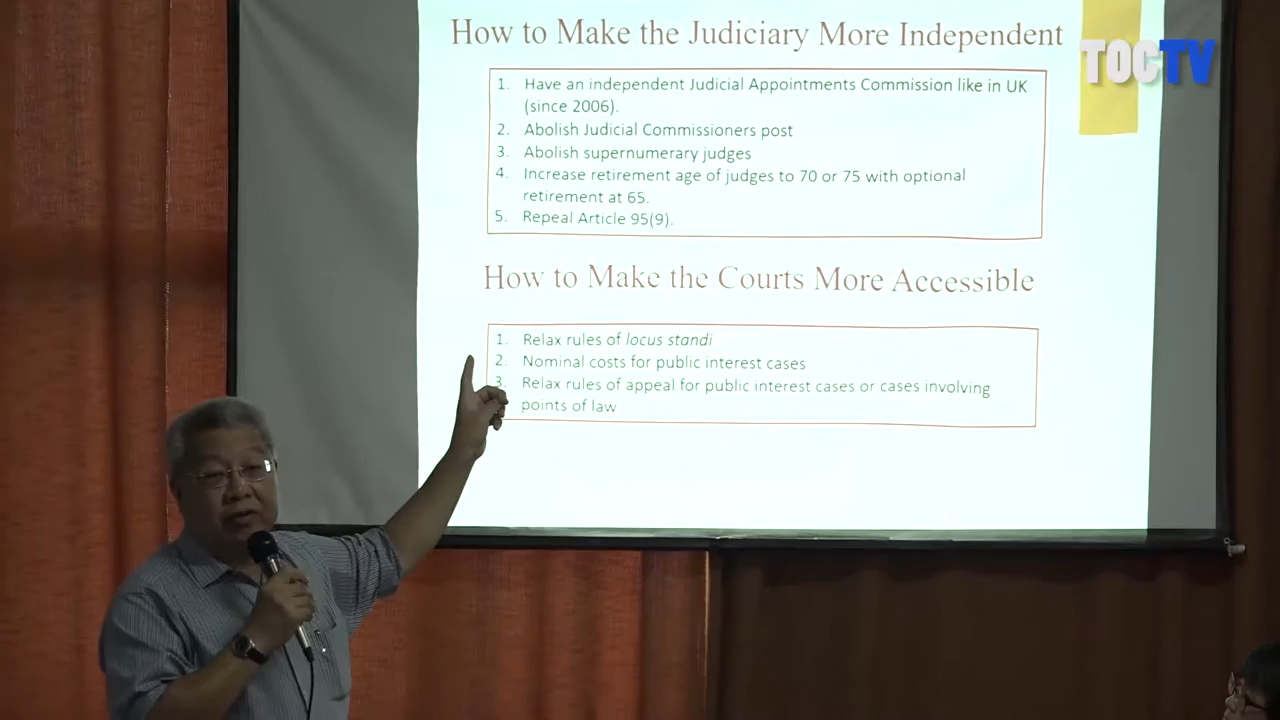 How to Make the Judiciary More Independent
TOCTV
1. Have an independent Judicial Appointments Commission like in UK
(since 2006).
2. Abolish Judicial Commissioners post
3. Abolish supernumerary judges
4. Increase retirement age of judges to 70 or 75 with optional
retirement at 65.
5. Repeal Article 95(9).
How to Make the Courts More Accessible
1. Relax rules of locus standi
2. Nominal costs for public interest cases
3. Relax rules of appeal for public interest cases or cases involving
points of law